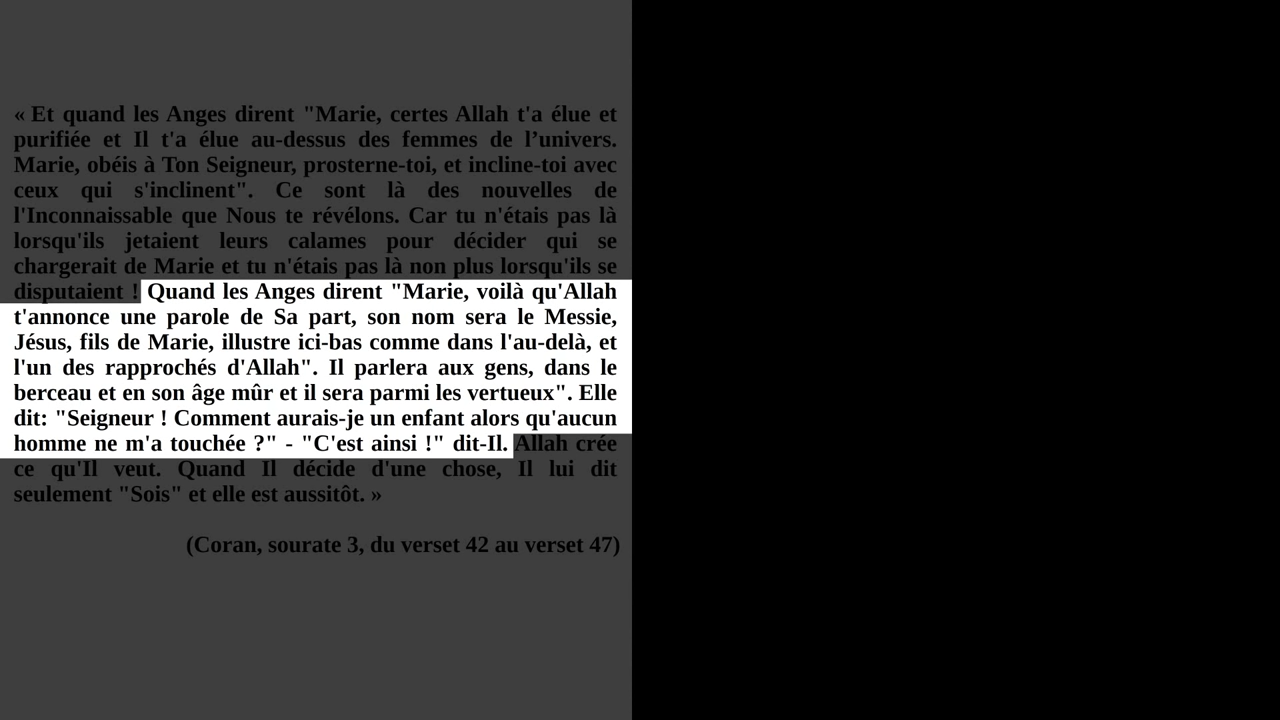 « Et quand les Anges dirent "Marie, certes Allah t'a élue et
purifiée et Il t'a élue au-dessus des femmes de l’univers.
Marie, obéis à Ton Seigneur, prosterne-toi, et incline-toi avec
ceux qui s'inclinent". Ce sont là des nouvelles de
l'Inconnaissable que Nous te révélons. Car tu n'étais pas là
lorsqu'ils jetaient leurs calames pour décider qui se
chargerait de Marie et tu n'étais pas là non plus lorsqu'ils se
disputaient ! Quand les Anges dirent "Marie, voilà qu'Allah
t'annonce une parole de Sa part, son nom sera le Messie,
Jésus, fils de Marie, illustre ici-bas comme dans l'au-delà, et
l'un des rapprochés d'Allah". Il parlera aux gens, dans le
berceau et en son âge mûr et il sera parmi les vertueux". Elle
dit: "Seigneur ! Comment aurais-je un enfant alors qu'aucun
homme ne m'a touchée ?" - "C'est ainsi !" dit-Il. Allah crée
ce qu'Il veut. Quand Il décide d'une chose, Il lui dit
seulement "Sois" et elle est aussitôt. »
(Coran, sourate 3, du verset 42 au verset 47)